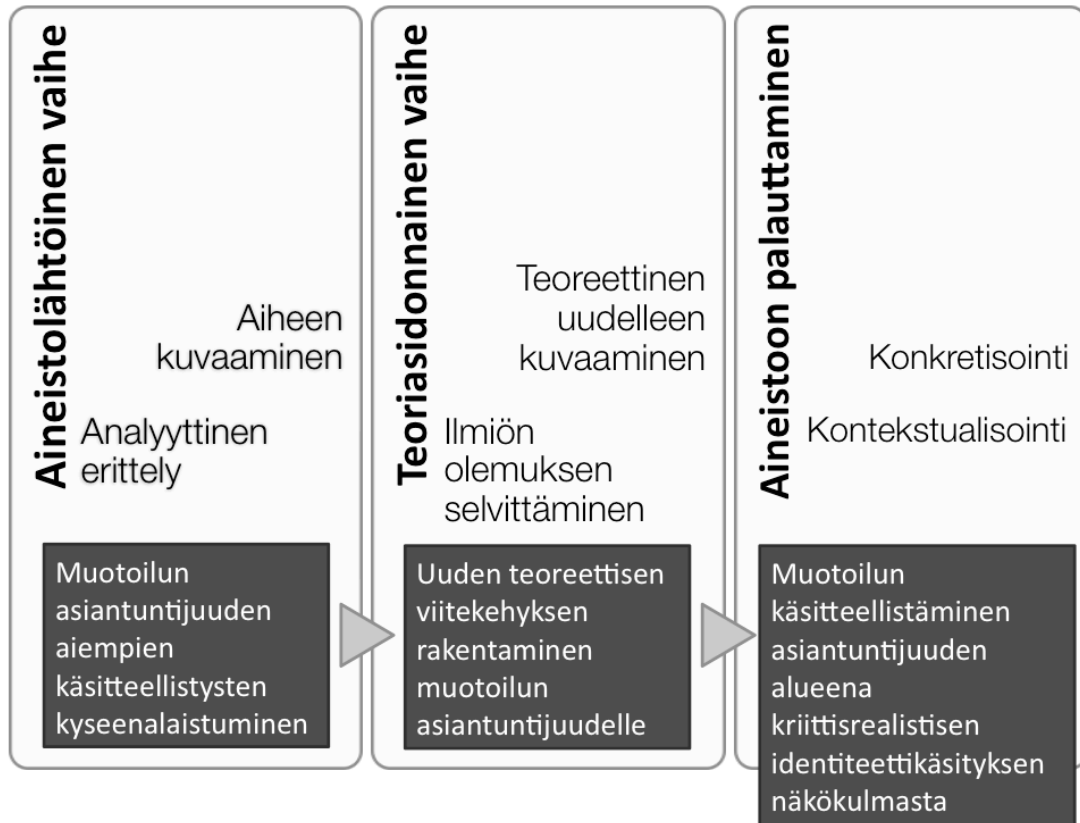 Aineistolähtöinen vaihe
Aiheen
kuvaaminen
Analyyttinen
erittely
Muotoilun
asiantuntijuuden
aiempien
käsitteellistysten
kyseenalaistuminen
Teoriasidonnainen vaihe
Teoreettinen
uudelleen
kuvaaminen
Ilmiön
olemuksen
selvittäminen
Uuden teoreettisen
viitekehyksen
rakentaminen
muotoilun
asiantuntijuudelle
Aineistoon palauttaminen
Konkretisointi
Kontekstualisointi
Muotoilun
käsitteellistäminen
asiantuntijuuden
alueena
kriittisrealistisen
identiteettikäsityksen
näkökulmasta